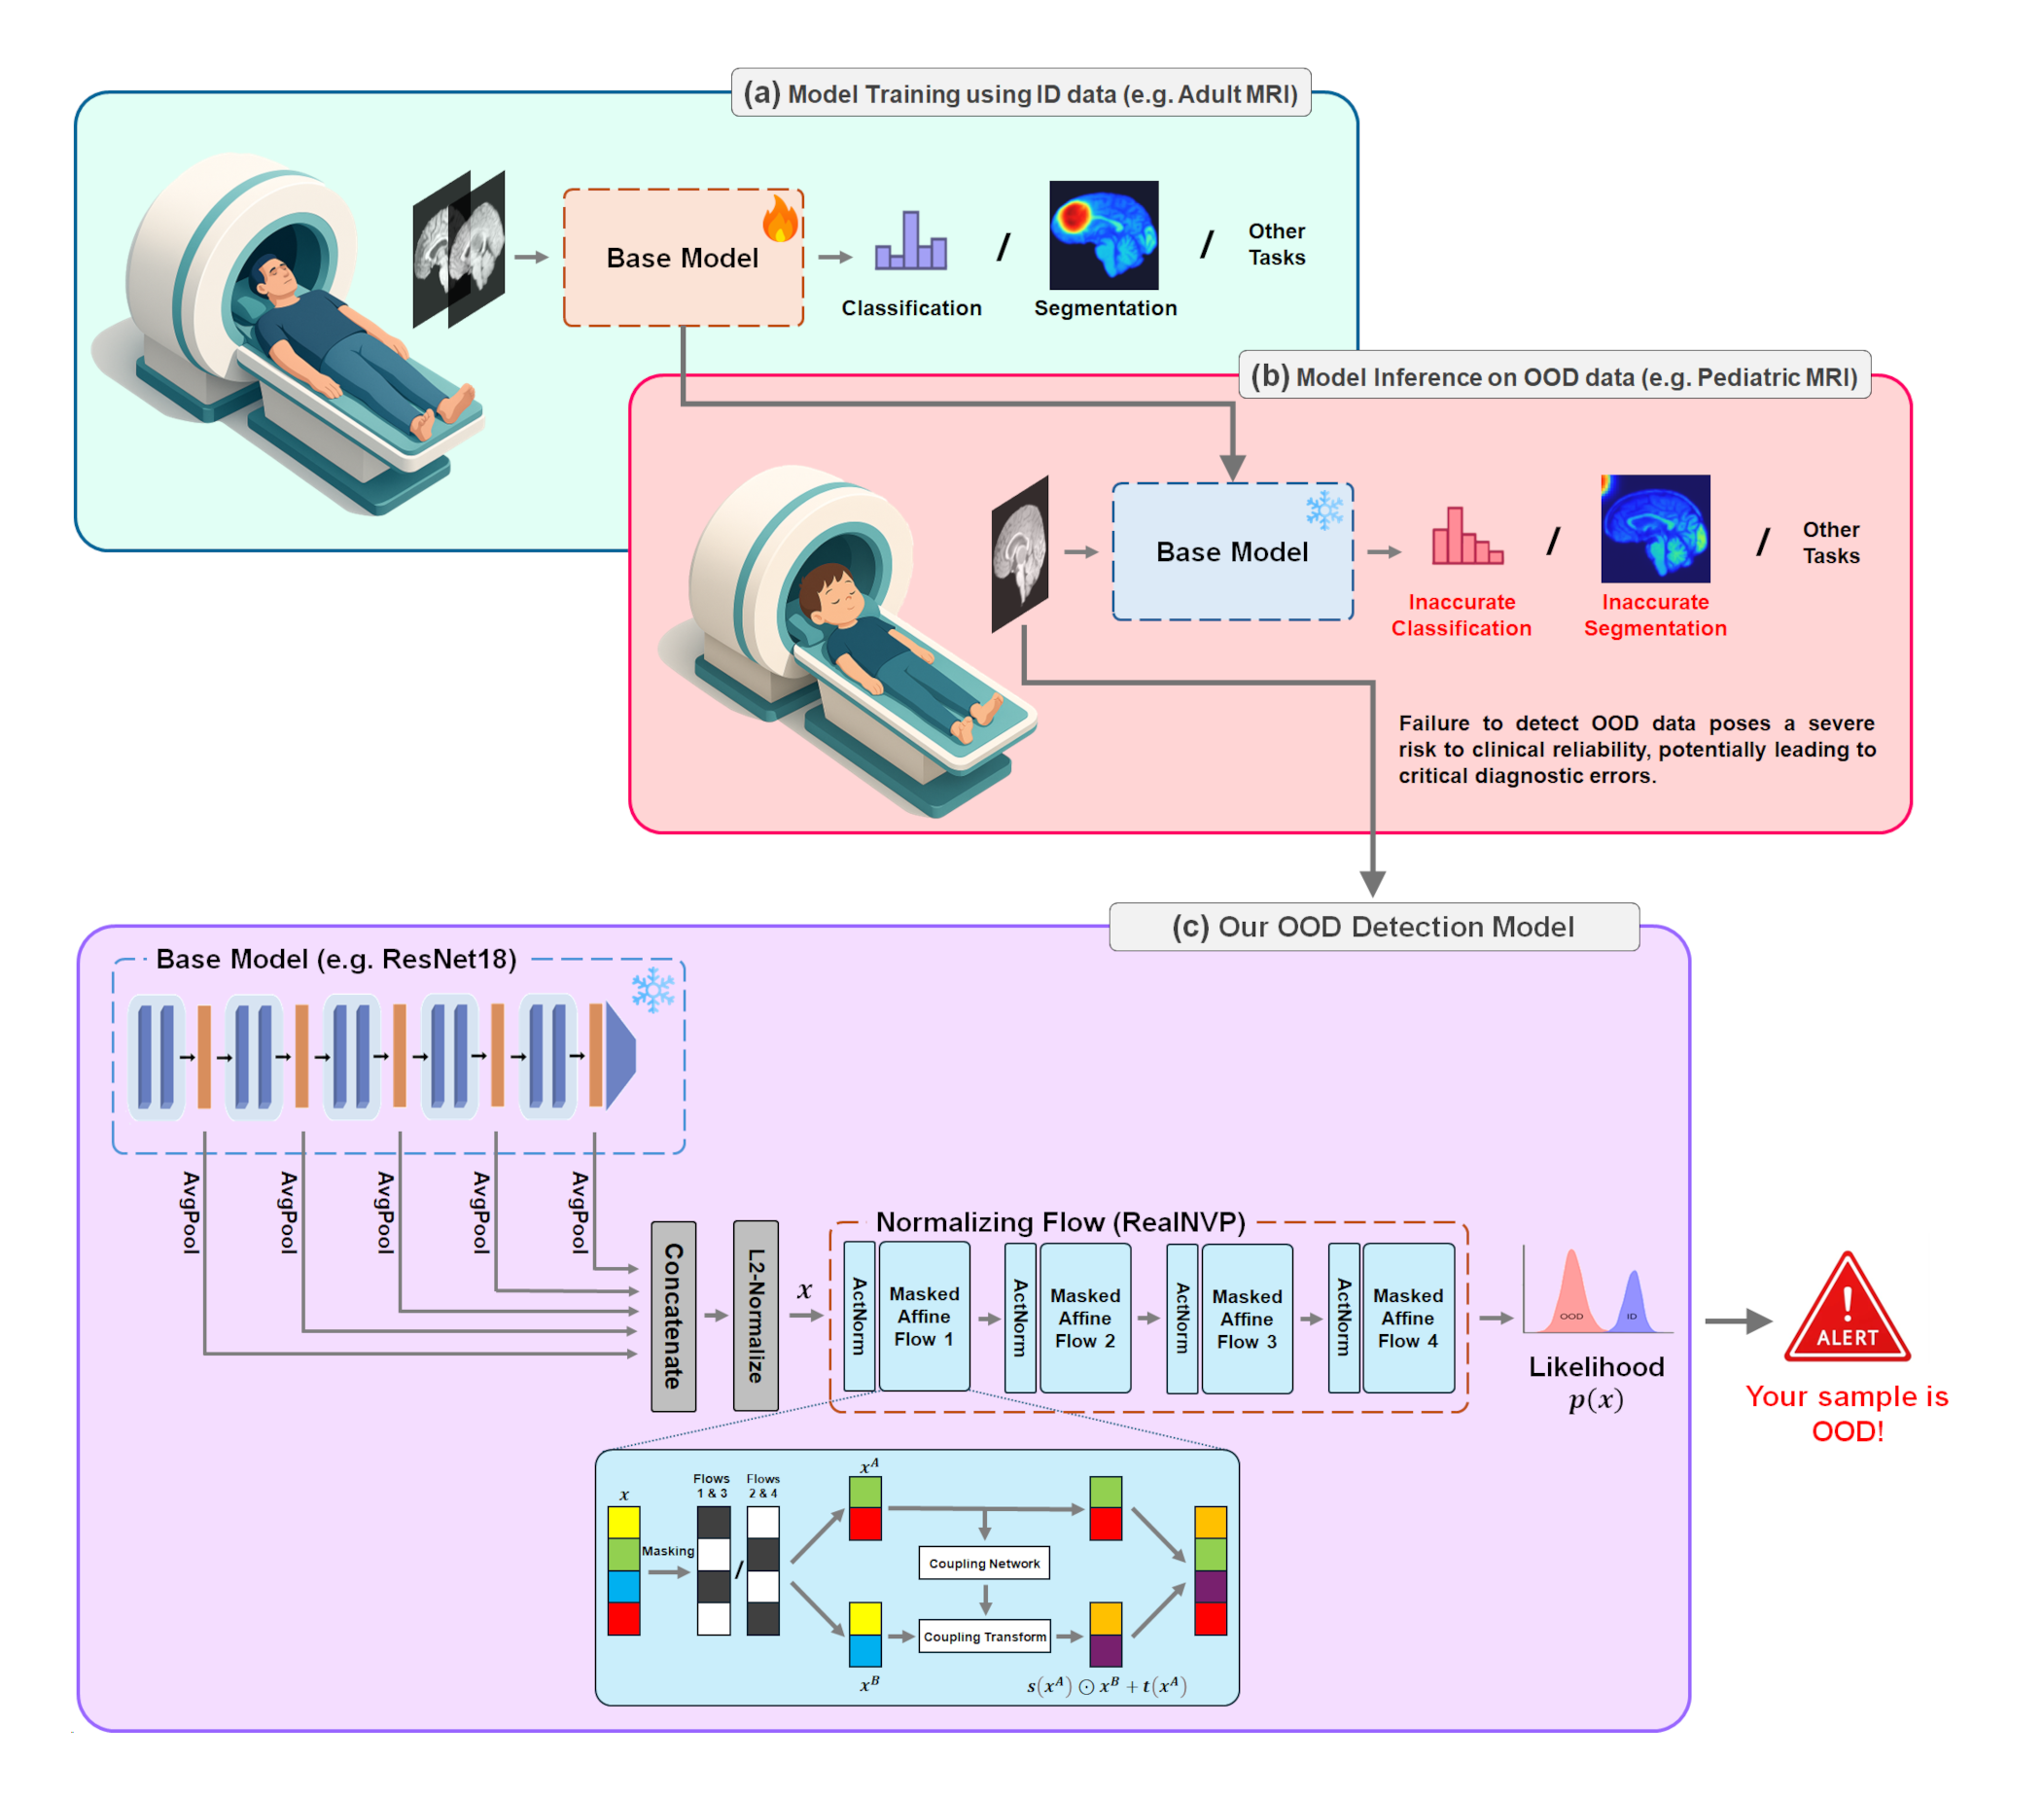 (a) Model Training using ID data (e.g. Adult MRI)
Base Model
Classification
/
Segmentation
/
Other
Tasks
(b) Model Inference on OOD data (e.g. Pediatric MRI)
Base Model
Inaccurate
Classification
/
Inaccurate
Segmentation
/
Other
Tasks
Failure to detect OOD data poses a severe
risk to clinical reliability, potentially leading to
critical diagnostic errors.
(c) Our OOD Detection Model
Base Model (e.g. ResNet18)
AvgPool
AvgPool
AvgPool
AvgPool
AvgPool
Concatenate
L2-Normalize
x
Normalizing Flow (RealNVP)
ActNorm
Masked
Affine
Flow 1
ActNorm
Masked
Affine
Flow 2
ActNorm
Masked
Affine
Flow 3
ActNorm
Masked
Affine
Flow 4
OOD
ID
Likelihood
p(x)
!
ALERT
Your sample is
OOD!
x
Masking
Flows
1 & 3
/
Flows
2 & 4
x^A
Coupling Network
Coupling Transform
x^B
s(x^A) ⊙ x^B + t(x^A)